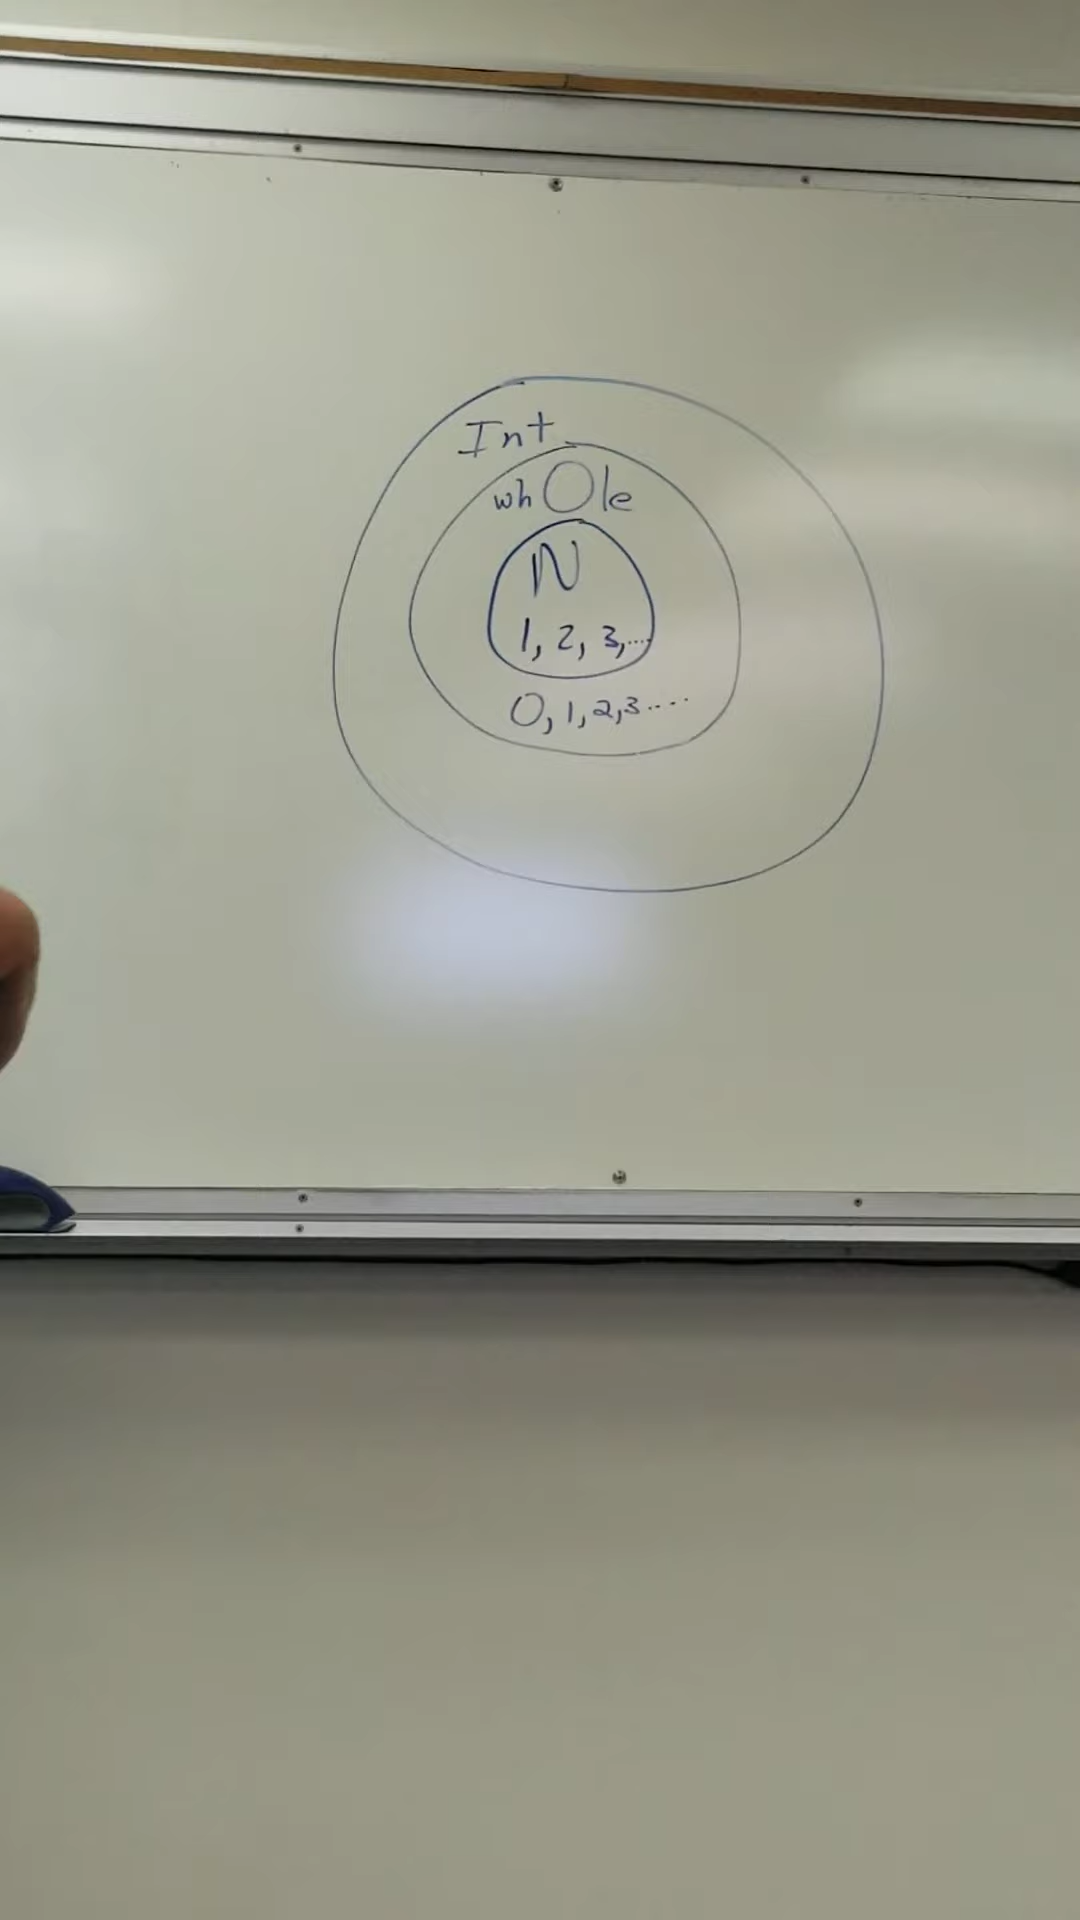 Int
whOle
N
1, 2, 3,....
0, 1, 2, 3....